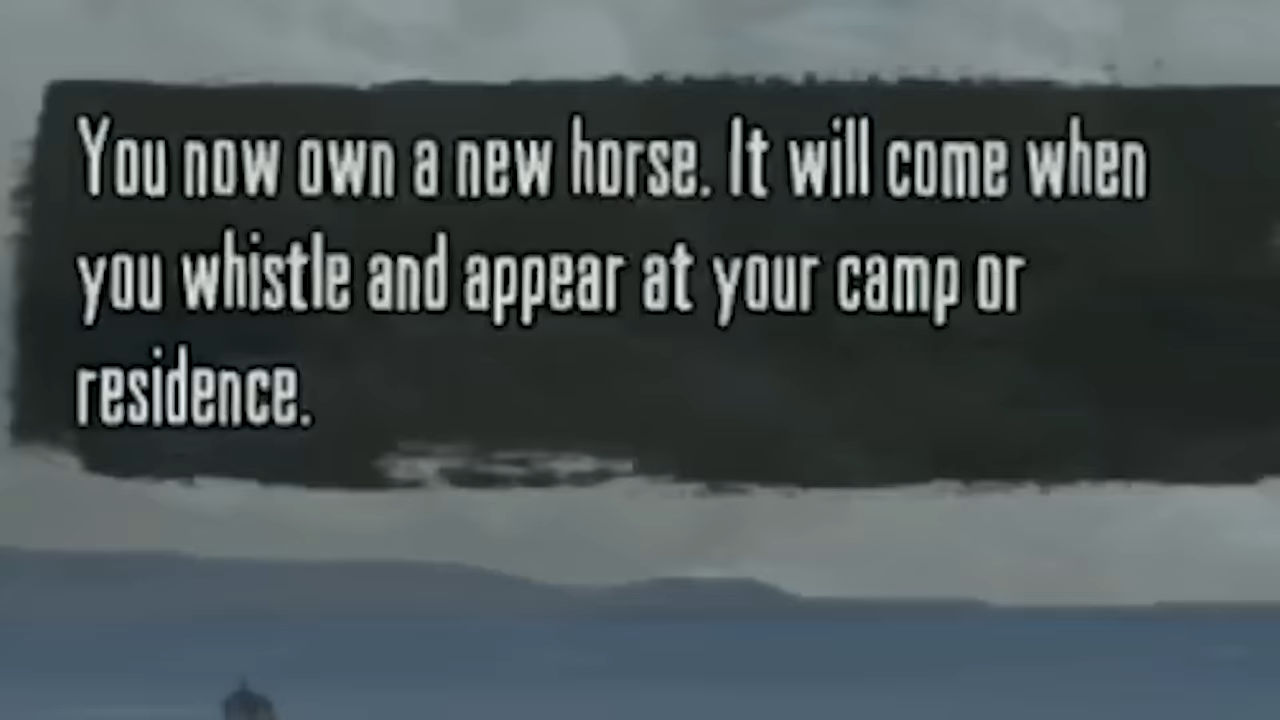 You now own a new horse. It will come when
you whistle and appear at your camp or
residence.